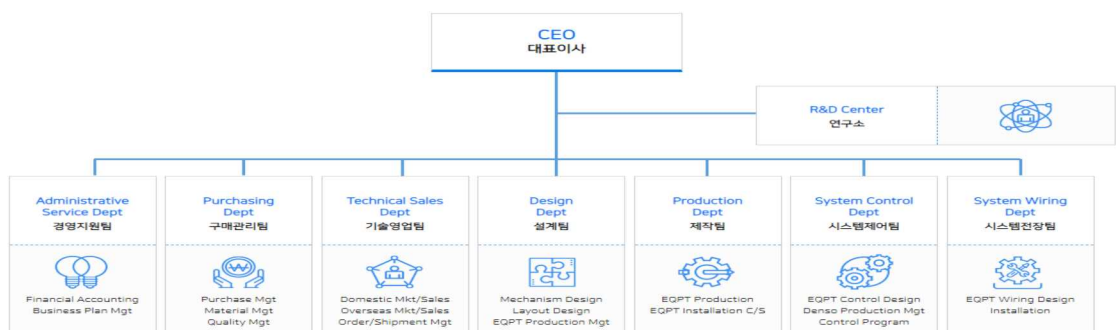 CEO
대표이사
R&D Center
연구소
Administrative
Service Dept
경영지원팀
Financial Accounting
Business Plan Mgt
Purchasing
Dept
구매관리팀
Purchase Mgt
Material Mgt
Quality Mgt
Technical Sales
Dept
기술영업팀
Domestic Mkt/Sales
Overseas Mkt/Sales
Order/Shipment Mgt
Design
Dept
설계팀
Mechanism Design
Layout Design
EQPT Production Mgt
Production
Dept
제작팀
EQPT Production
EQPT Installation C/S
System Control
Dept
시스템제어팀
EQPT Control Design
Denso Production Mgt
Control Program
System Wiring
Dept
시스템전장팀
EQPT Wiring Design
Installation